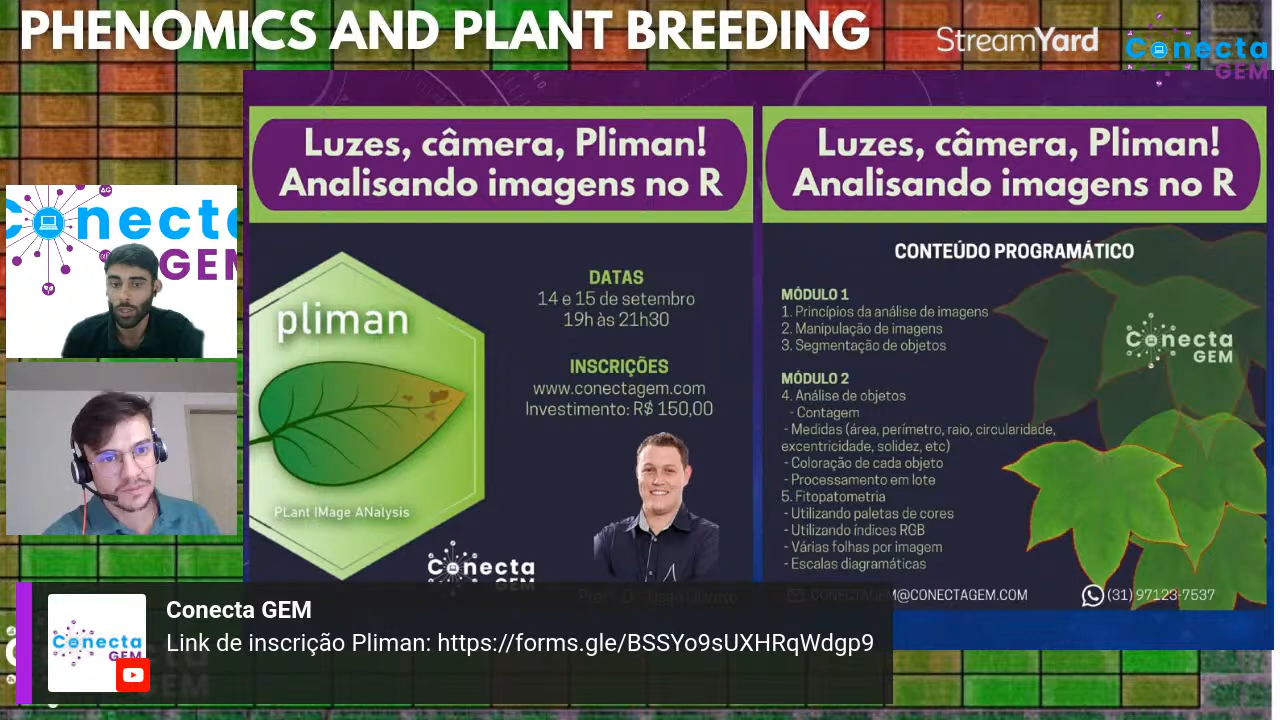 PHENOMICS AND PLANT BREEDING
StreamYard
Conecta
GEM
Conecta
GEM
Luzes, câmera, Pliman!
Analisando imagens no R
pliman
PLant IMage ANalysis
DATAS
14 e 15 de setembro
19h às 21h30
INSCRIÇÕES
www.conectagem.com
Investimento: R$ 150,00
Conecta
GEM
Luzes, câmera, Pliman!
Analisando imagens no R
CONTEÚDO PROGRAMÁTICO
MÓDULO 1
1. Princípios da análise de imagens
2. Manipulação de imagens
3. Segmentação de objetos
MÓDULO 2
4. Análise de objetos
- Contagem
- Medidas (área, perímetro, raio, circularidade,
excentricidade, solidez, etc)
- Coloração de cada objeto
- Processamento em lote
5. Fitopatometria
- Utilizando paletas de cores
- Utilizando índices RGB
- Várias folhas por imagem
- Escalas diagramáticas
Conecta
GEM
CONECTAGEM@CONECTAGEM.COM
(31) 97123-7537
Conecta
GEM
Conecta GEM
Link de inscrição Pliman: https://forms.gle/BSSYo9sUXHRqWdgp9